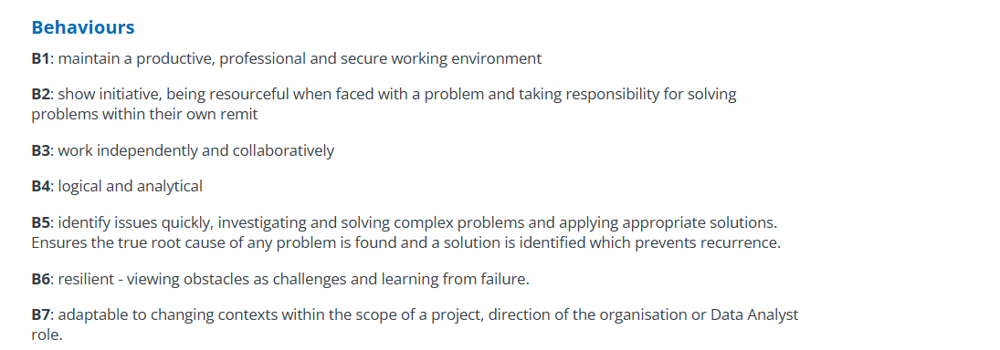 Behaviours
B1: maintain a productive, professional and secure working environment
B2: show initiative, being resourceful when faced with a problem and taking responsibility for solving
problems within their own remit
B3: work independently and collaboratively
B4: logical and analytical
B5: identify issues quickly, investigating and solving complex problems and applying appropriate solutions.
Ensures the true root cause of any problem is found and a solution is identified which prevents recurrence.
B6: resilient - viewing obstacles as challenges and learning from failure.
B7: adaptable to changing contexts within the scope of a project, direction of the organisation or Data Analyst
role.